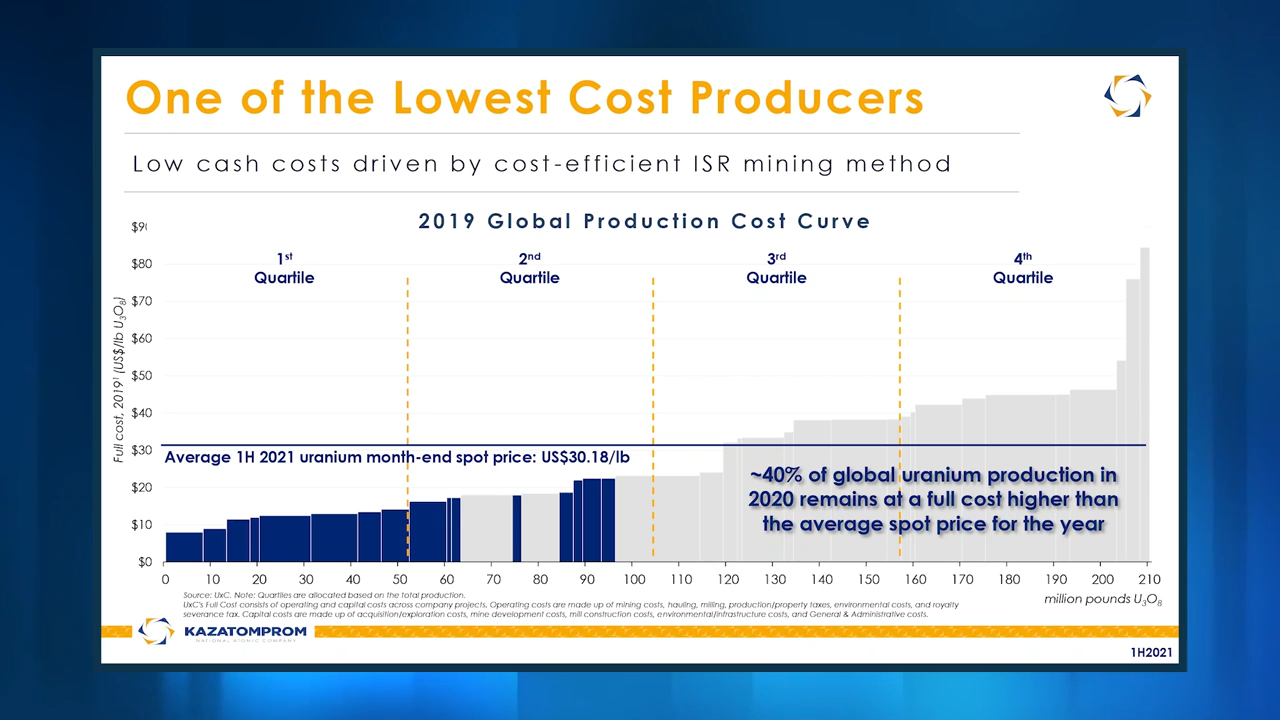 One of the Lowest Cost Producers
Low cash costs driven by cost-efficient ISR mining method
2019 Global Production Cost Curve
1st
Quartile
2nd
Quartile
3rd
Quartile
4th
Quartile
Full cost, 2019¹ (US$/lb U₃O₈)
$90
$80
$70
$60
$50
$40
$30
$20
$10
$0
Average 1H 2021 uranium month-end spot price: US$30.18/lb
~40% of global uranium production in
2020 remains at a full cost higher than
the average spot price for the year
0 10 20 30 40 50 60 70 80 90 100 110 120 130 140 150 160 170 180 190 200 210
million pounds U₃O₈
Source: UxC. Note: Quartiles are allocated based on the total production.
UxC's Full Cost consists of operating and capital costs across company projects. Operating costs are made up of mining costs, hauling, milling, production/property taxes, environmental costs, and royalty
severance tax. Capital costs are made up of acquisition/exploration costs, mine development costs, mill construction costs, environmental/infrastructure costs, and General & Administrative costs.
KAZATOMPROM
NATIONAL ATOMIC COMPANY
1H2021